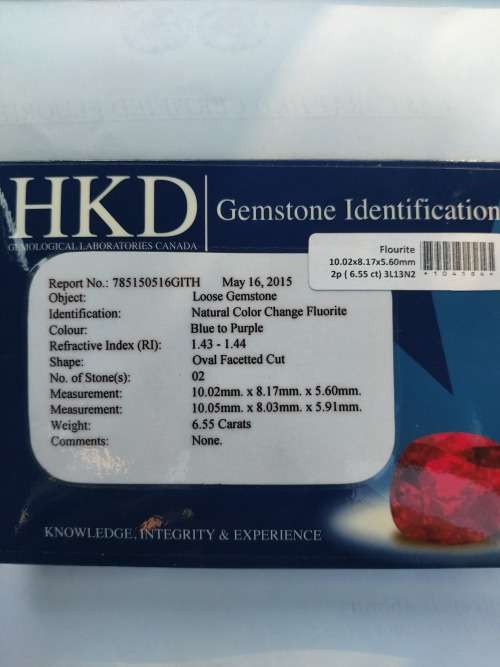 HKD
Gemstone Identification
GEMOLOGICAL LABORATORIES CANADA
Flourite
10.02x8.17x5.60mm
2p ( 6.55 ct) 3L13N2
Report No.: 785150516GITH May 16, 2015
Object: Loose Gemstone
Identification: Natural Color Change Fluorite
Colour: Blue to Purple
Refractive Index (RI): 1.43 - 1.44
Shape: Oval Facetted Cut
No. of Stone(s): 02
Measurement: 10.02mm. x 8.17mm. x 5.60mm.
Measurement: 10.05mm. x 8.03mm. x 5.91mm.
Weight: 6.55 Carats
Comments: None.
KNOWLEDGE, INTEGRITY & EXPERIENCE